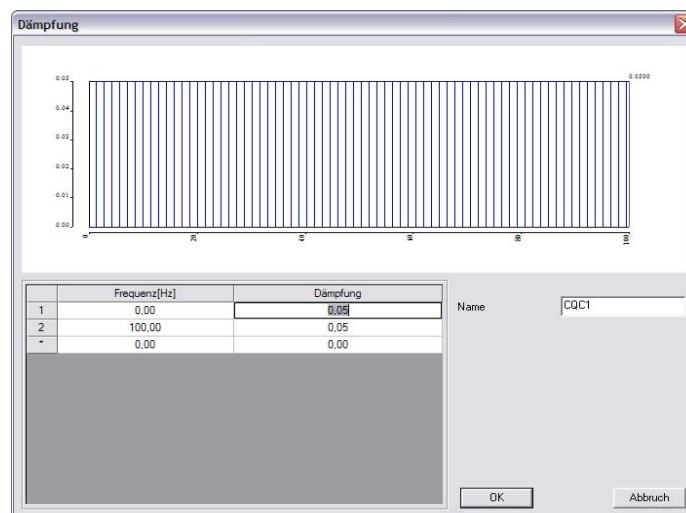 Dämpfung
0.05
0.0500
0.04
0.03
0.02
0.01
0.00
0 20 40 60 80 100
Frequenz[Hz] Dämpfung
1 0,00 0,05
2 100,00 0,05
* 0,00 0,00
Name CQC1
OK Abbruch